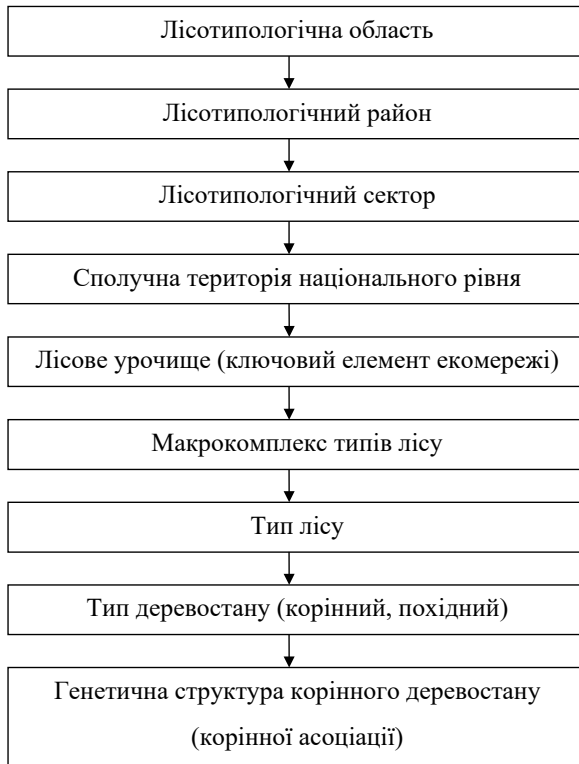 Лісотипологічна область
Лісотипологічний район
Лісотипологічний сектор
Сполучна територія національного рівня
Лісове урочище (ключовий елемент екомережі)
Макрокомплекс типів лісу
Тип лісу
Тип деревостану (корінний, похідний)
Генетична структура корінного деревостану
(корінної асоціації)